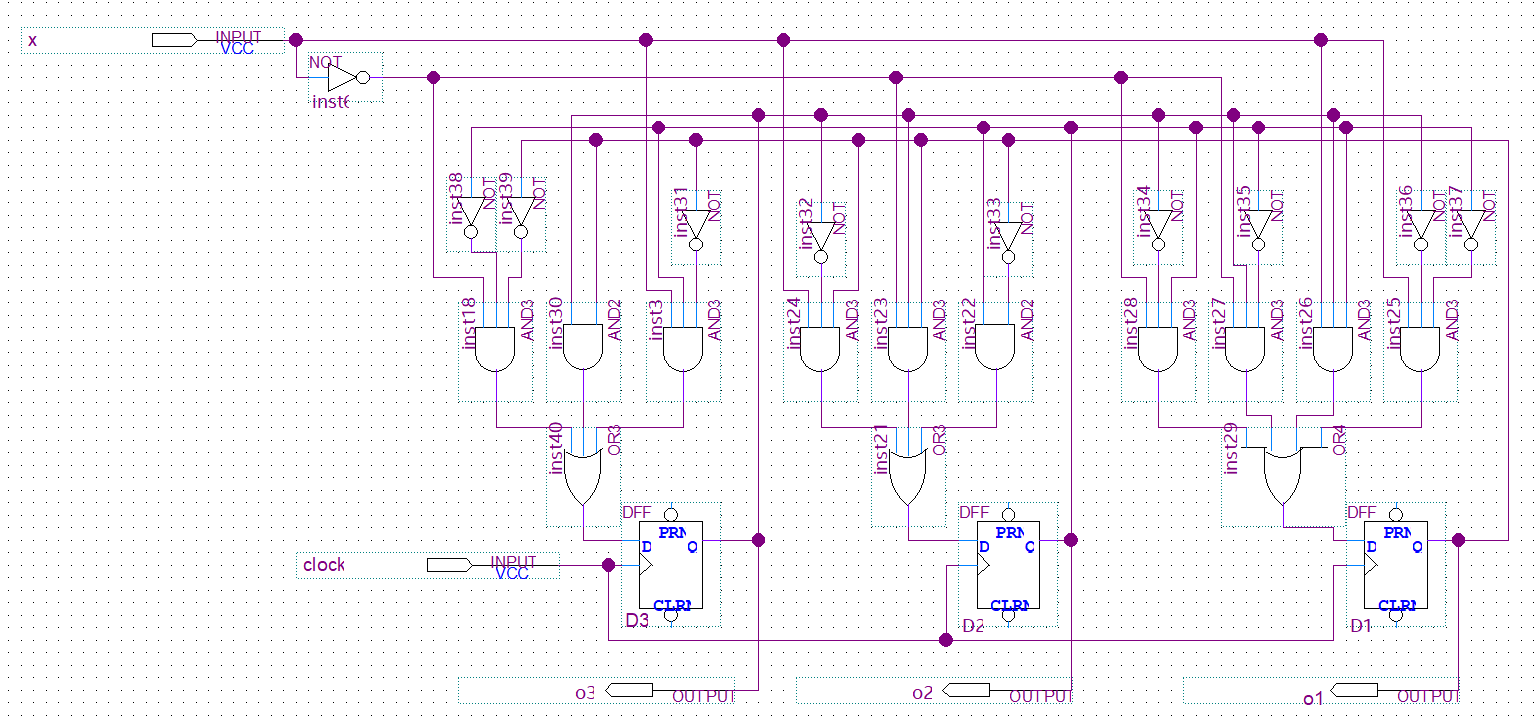 x
INPUT
VCC
NOT
inst6
inst38
NOT
inst39
NOT
inst31
NOT
inst32
NOT
inst33
NOT
inst34
NOT
inst35
NOT
inst36
NOT
inst37
NOT
inst18
AND3
inst30
AND2
inst3
AND3
inst24
AND3
inst23
AND3
inst22
AND2
inst28
AND3
inst27
AND3
inst26
AND3
inst25
AND3
inst40
OR3
inst21
OR3
inst29
OR4
DFF
PRN
D
Q
CLRN
D3
DFF
PRN
D
Q
CLRN
D2
DFF
PRN
D
Q
CLRN
D1
clock
INPUT
VCC
o3
OUTPUT
o2
OUTPUT
o1
OUTPUT